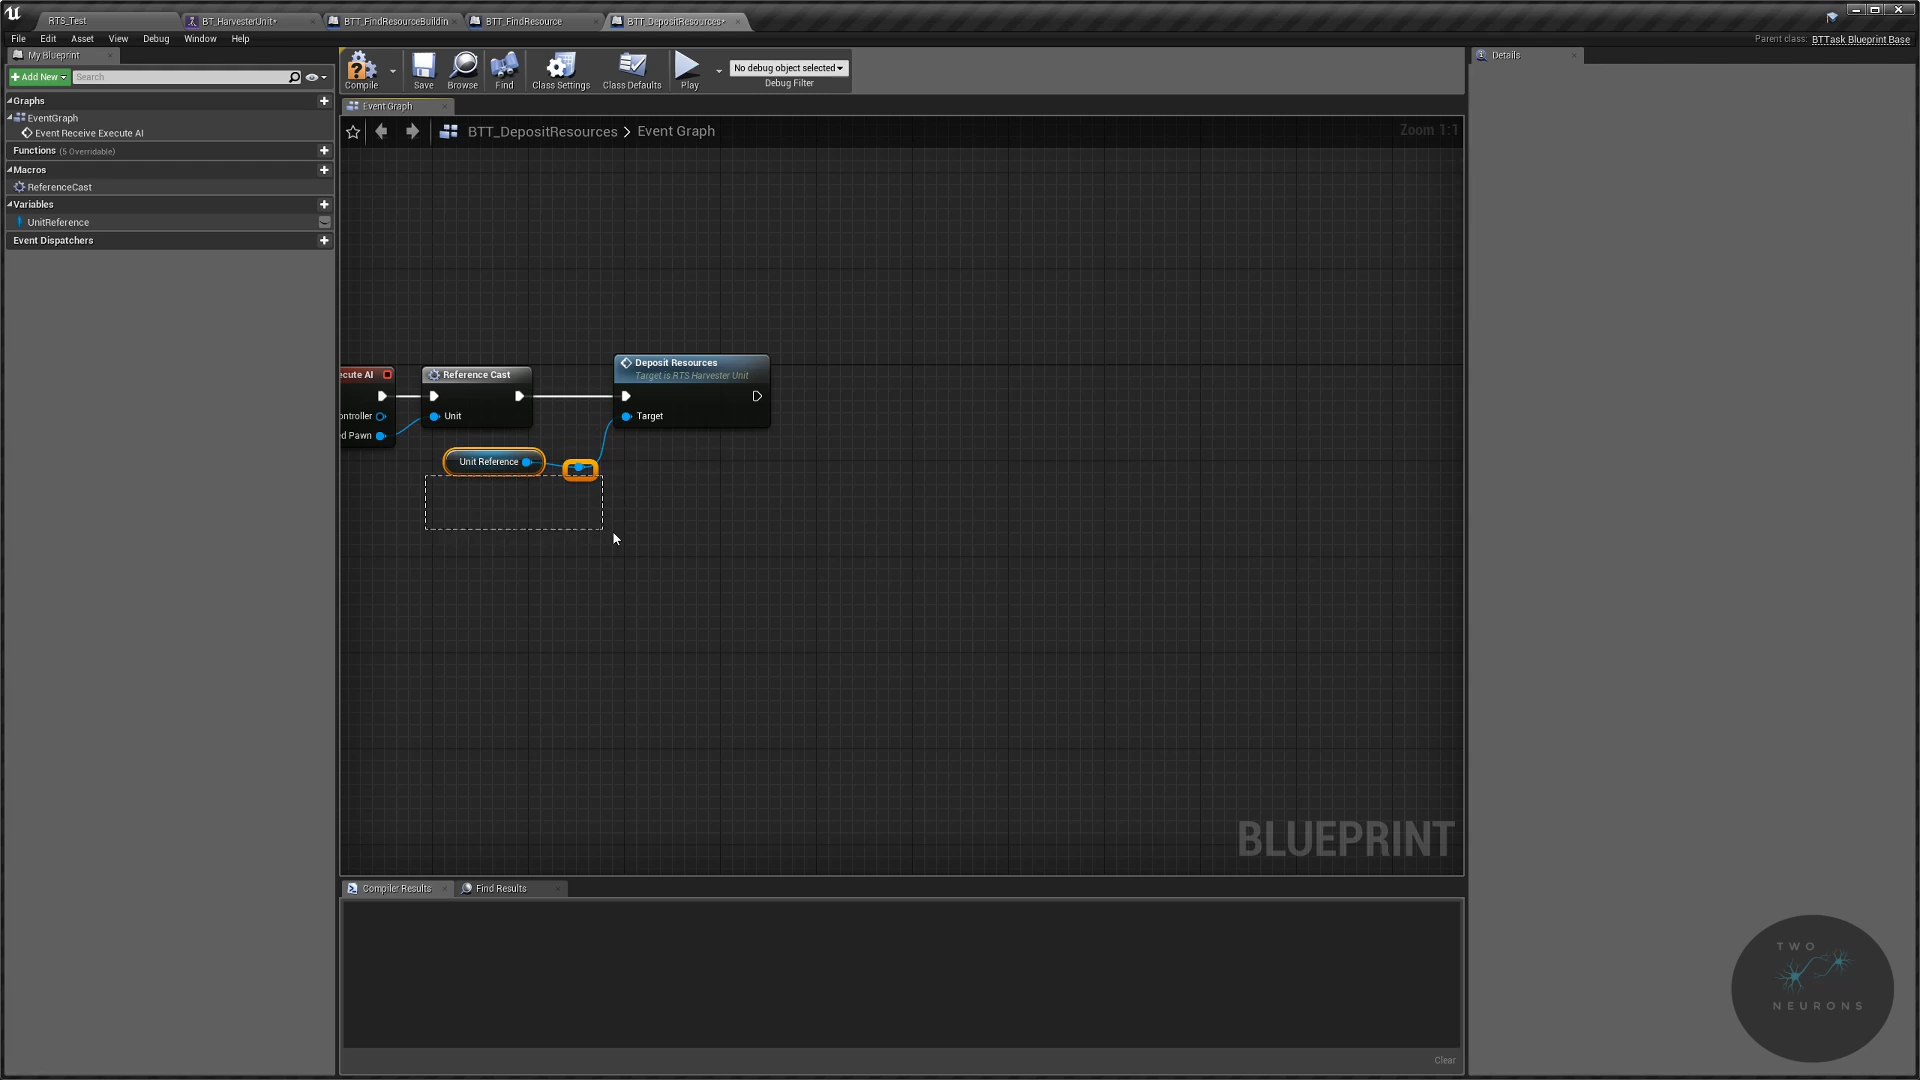 RTS_Test
BT_HarvesterUnit*
BTT_FindResourceBuildin
BTT_FindResource
BTT_DepositResources*
File Edit Asset View Debug Window Help
Parent class: BTTask Blueprint Base
My Blueprint
Add New
Search
Graphs
EventGraph
Event Receive Execute AI
Functions (5 Overridable)
Macros
ReferenceCast
Variables
UnitReference
Event Dispatchers
Compile
Save
Browse
Find
Class Settings
Class Defaults
Play
No debug object selected
Debug Filter
Event Graph
BTT_DepositResources > Event Graph
Zoom 1:1
Details
ecute AI
ontroller
d Pawn
Reference Cast
Unit
Unit Reference
Deposit Resources
Target is RTS Harvester Unit
Target
BLUEPRINT
Compiler Results
Find Results
Clear
TWO
NEURONS